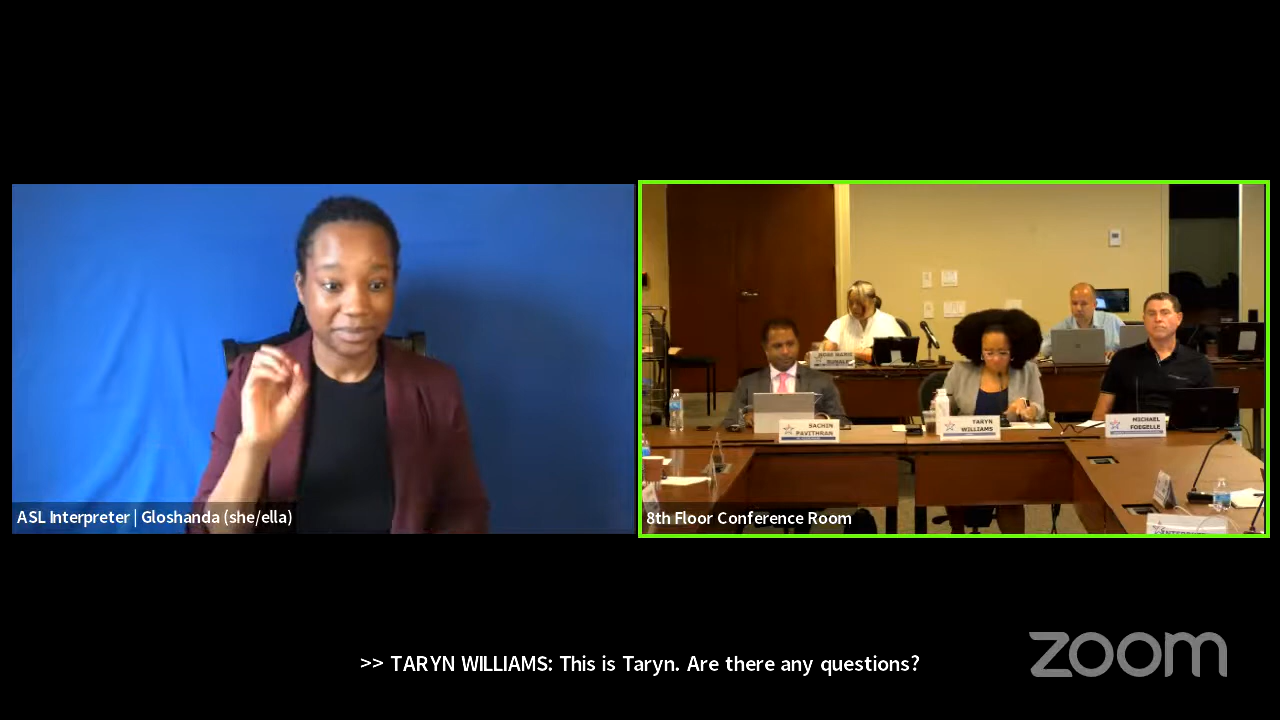 ASL Interpreter | Gloshanda (she/ella)
SACHIN
PAVITHRAN
TARYN
WILLIAMS
MICHAEL
FOEGELLE
8th Floor Conference Room
>> TARYN WILLIAMS: This is Taryn. Are there any questions?
zoom